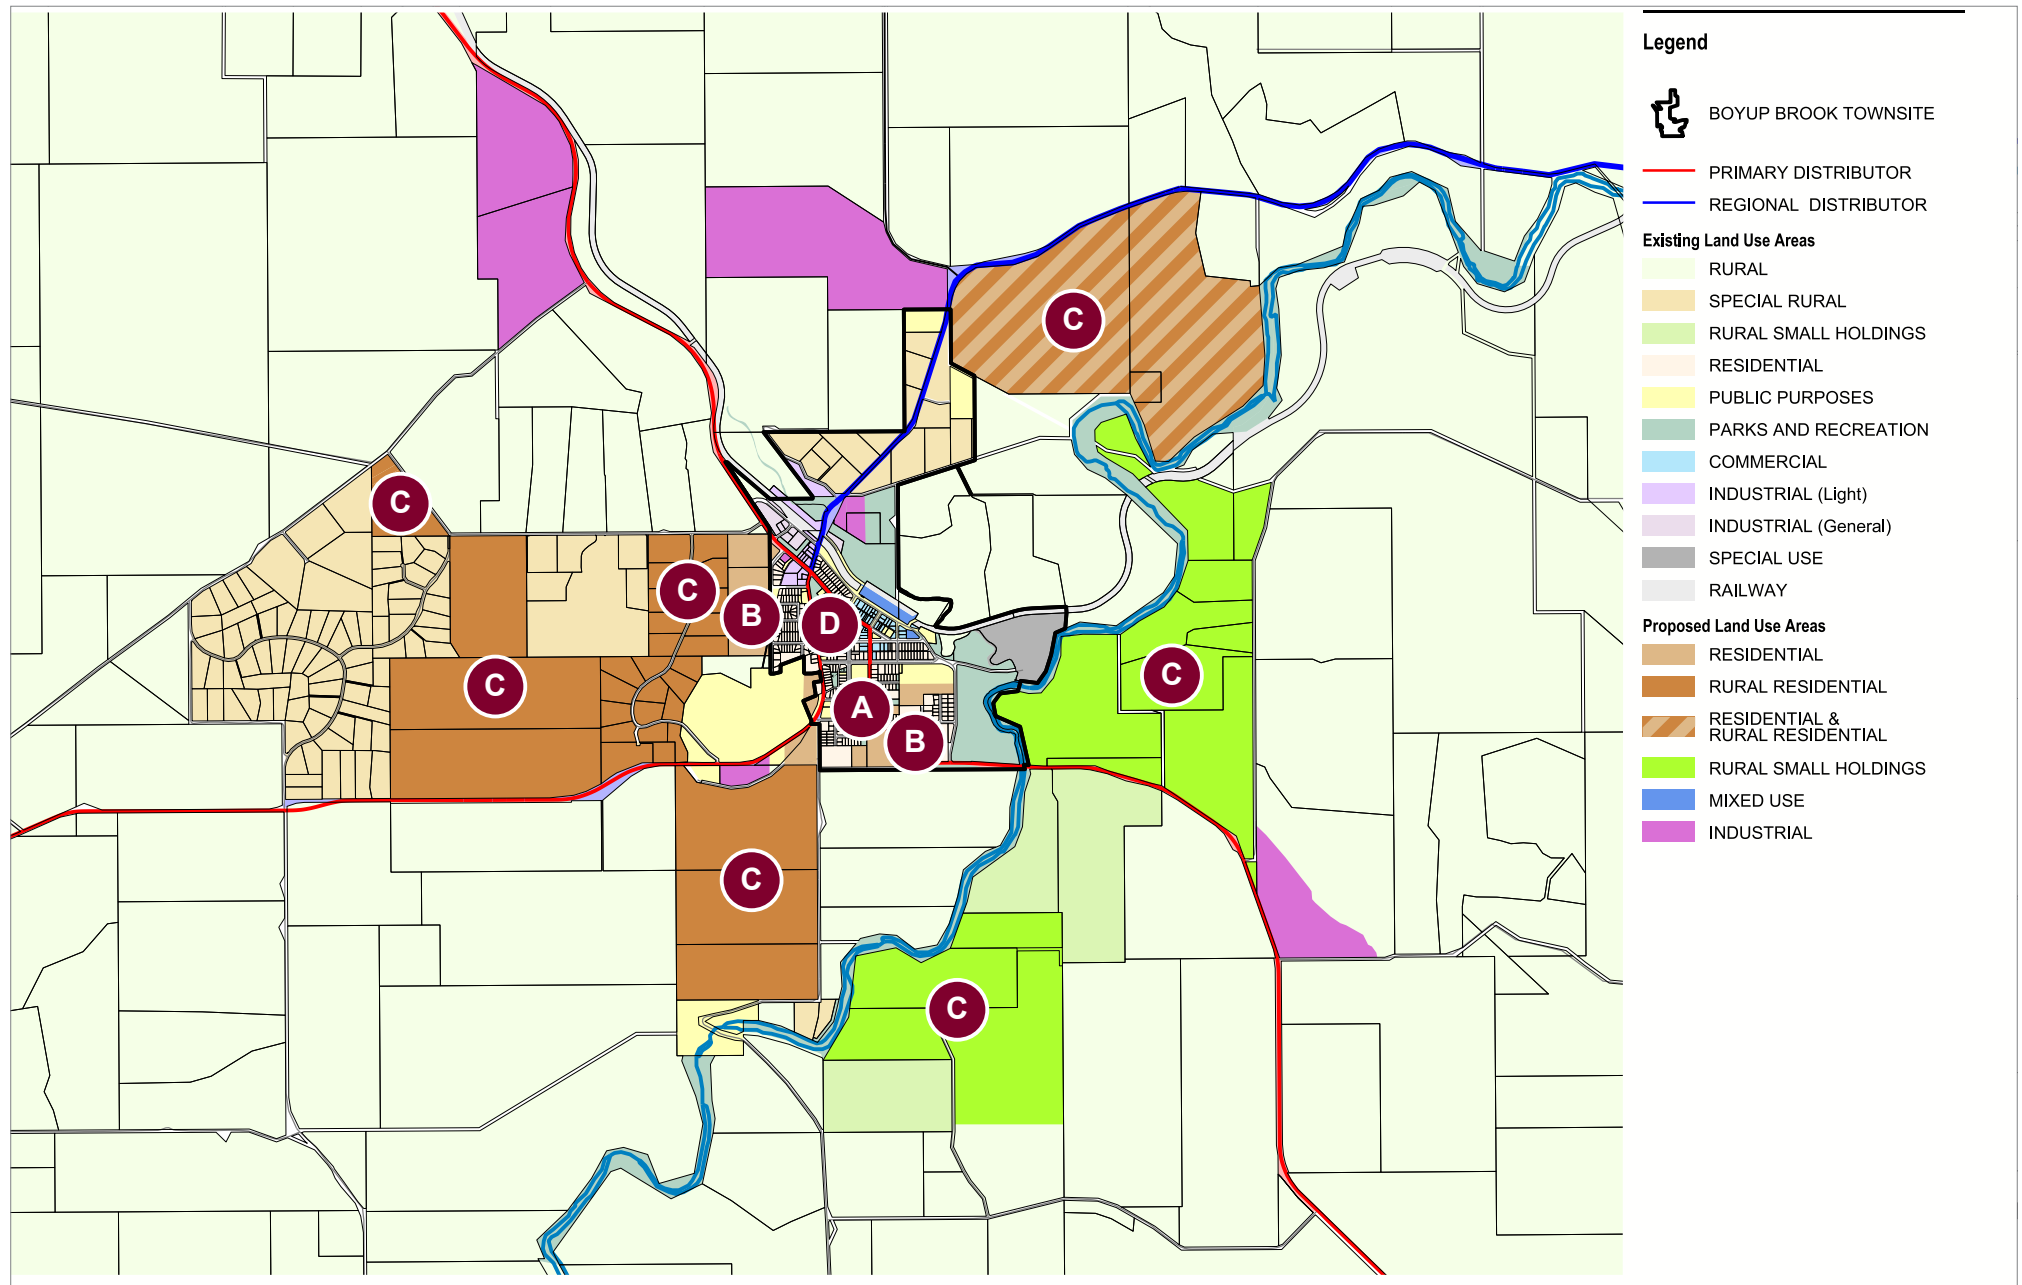 Legend
BOYUP BROOK TOWNSITE
PRIMARY DISTRIBUTOR
REGIONAL DISTRIBUTOR
Existing Land Use Areas
RURAL
SPECIAL RURAL
RURAL SMALL HOLDINGS
RESIDENTIAL
PUBLIC PURPOSES
PARKS AND RECREATION
COMMERCIAL
INDUSTRIAL (Light)
INDUSTRIAL (General)
SPECIAL USE
RAILWAY
Proposed Land Use Areas
RESIDENTIAL
RURAL RESIDENTIAL
RESIDENTIAL &
RURAL RESIDENTIAL
RURAL SMALL HOLDINGS
MIXED USE
INDUSTRIAL
C
C
C
B
D
C
C
A
B
C
C